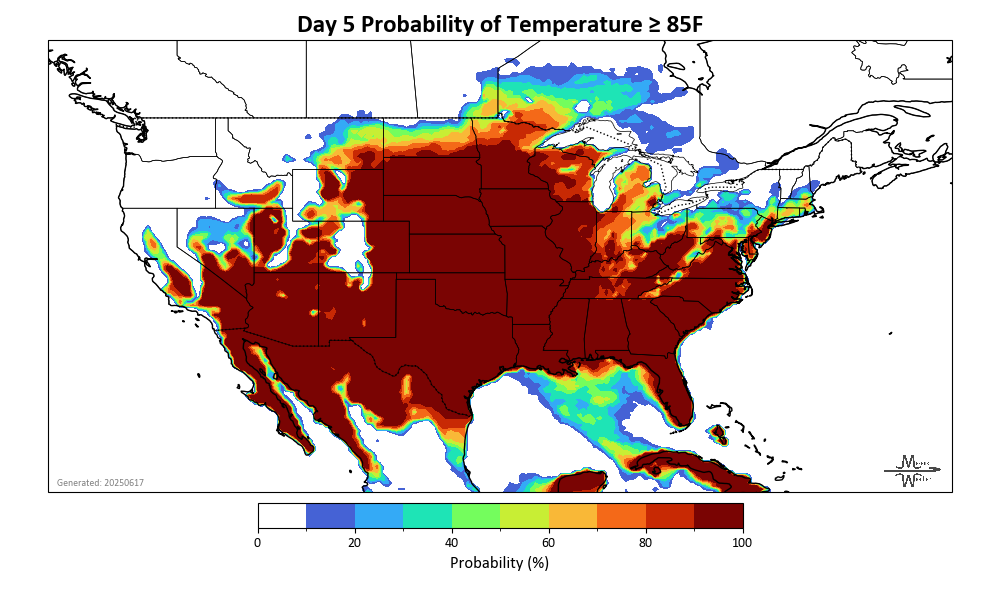 Day 5 Probability of Temperature ≥ 85F
Generated: 20250617
0 20 40 60 80 100
Probability (%)